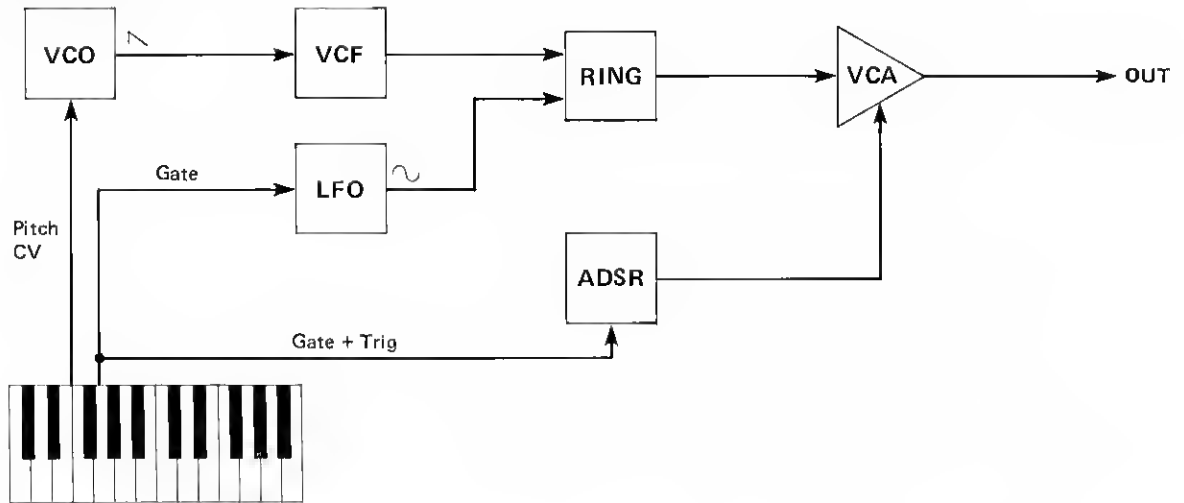 VCO
VCF
RING
VCA
OUT
Gate
LFO
Pitch
CV
ADSR
Gate + Trig